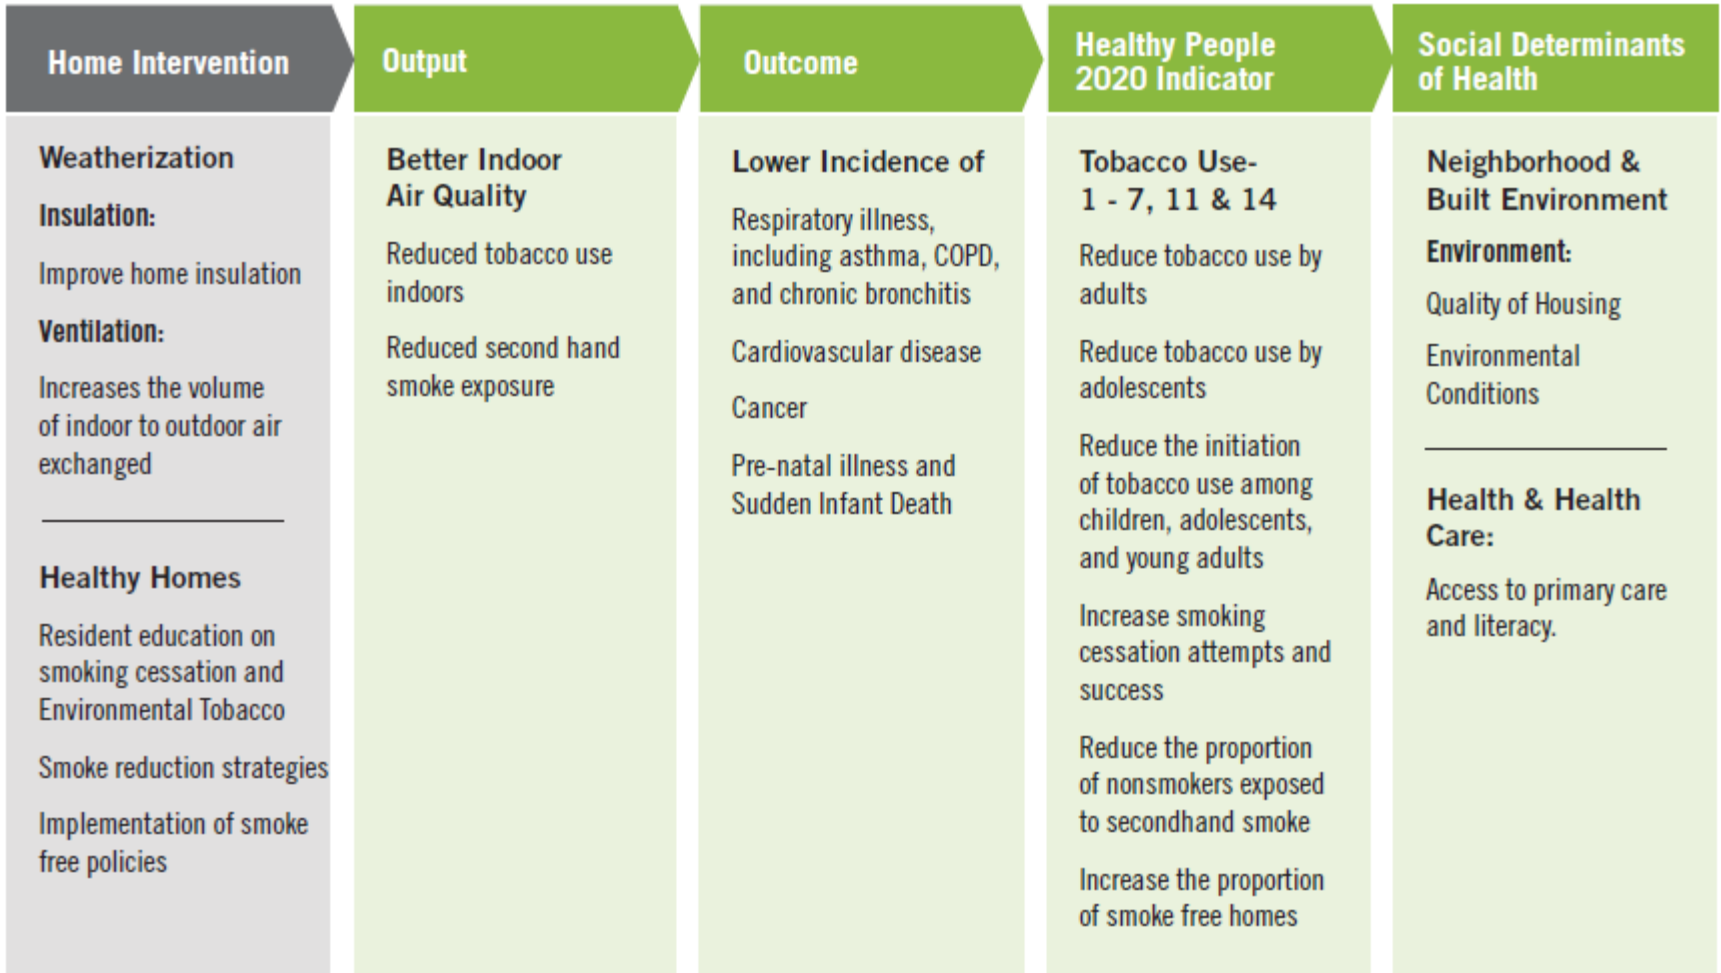 Home Intervention
Weatherization
Insulation:
Improve home insulation
Ventilation:
Increases the volume
of indoor to outdoor air
exchanged
Healthy Homes
Resident education on
smoking cessation and
Environmental Tobacco
Smoke reduction strategies
Implementation of smoke
free policies
Output
Better Indoor
Air Quality
Reduced tobacco use
indoors
Reduced second hand
smoke exposure
Outcome
Lower Incidence of
Respiratory illness,
including asthma, COPD,
and chronic bronchitis
Cardiovascular disease
Cancer
Pre-natal illness and
Sudden Infant Death
Healthy People
2020 Indicator
Tobacco Use-
1 - 7, 11 & 14
Reduce tobacco use by
adults
Reduce tobacco use by
adolescents
Reduce the initiation
of tobacco use among
children, adolescents,
and young adults
Increase smoking
cessation attempts and
success
Reduce the proportion
of nonsmokers exposed
to secondhand smoke
Increase the proportion
of smoke free homes
Social Determinants
of Health
Neighborhood &
Built Environment
Environment:
Quality of Housing
Environmental
Conditions
Health & Health
Care:
Access to primary care
and literacy.